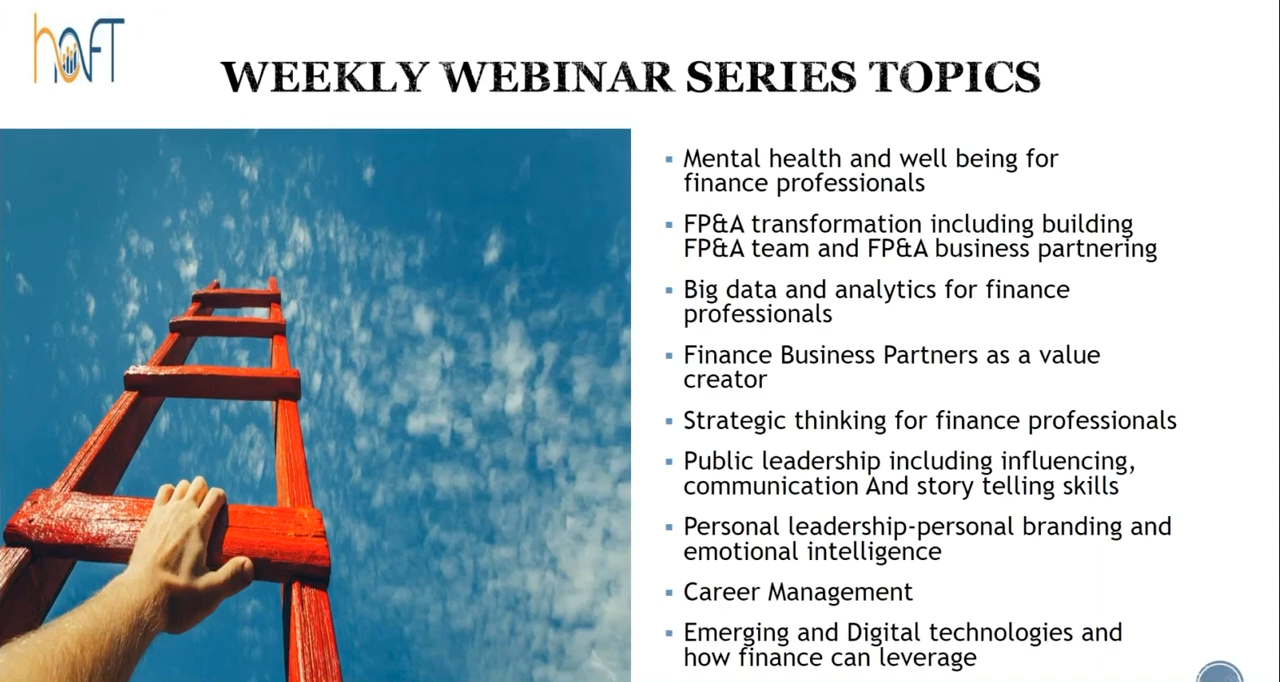 hoFT
WEEKLY WEBINAR SERIES TOPICS
▪ Mental health and well being for
finance professionals
▪ FP&A transformation including building
FP&A team and FP&A business partnering
▪ Big data and analytics for finance
professionals
▪ Finance Business Partners as a value
creator
▪ Strategic thinking for finance professionals
▪ Public leadership including influencing,
communication And story telling skills
▪ Personal leadership-personal branding and
emotional intelligence
▪ Career Management
▪ Emerging and Digital technologies and
how finance can leverage